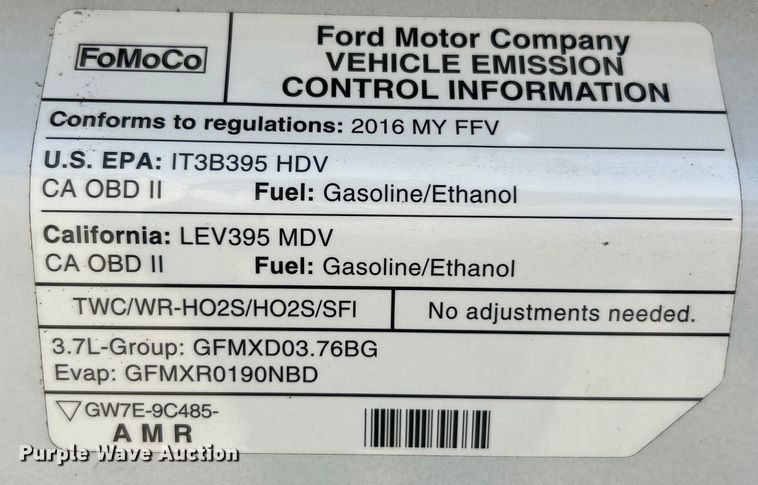 FoMoCo
Ford Motor Company
VEHICLE EMISSION
CONTROL INFORMATION
Conforms to regulations: 2016 MY FFV
U.S. EPA: IT3B395 HDV
CA OBD II Fuel: Gasoline/Ethanol
California: LEV395 MDV
CA OBD II Fuel: Gasoline/Ethanol
TWC/WR-HO2S/HO2S/SFI No adjustments needed.
3.7L-Group: GFMXD03.76BG
Evap: GFMXR0190NBD
▽GW7E-9C485-
AMR
Purple Wave Auction